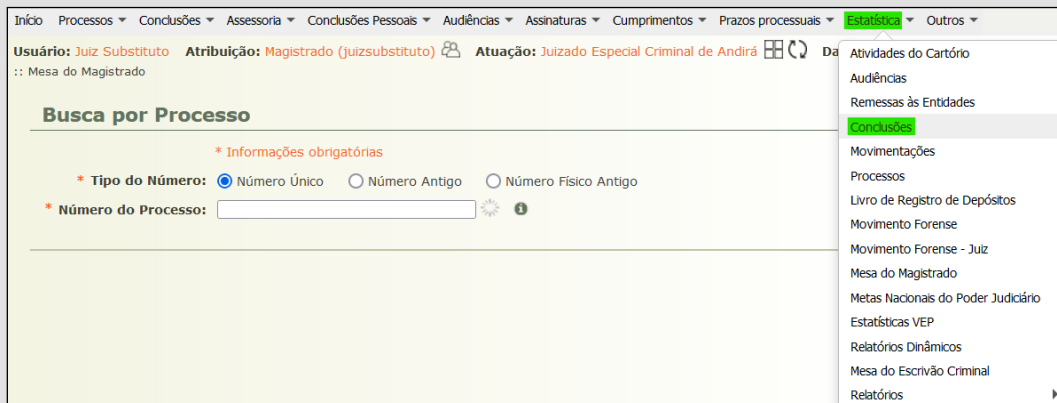 Início Processos Conclusões Assessoria Conclusões Pessoais Audiências Assinaturas Cumprimentos Prazos processuais Estatística Outros
Usuário: Juiz Substituto Atribuição: Magistrado (juizsubstituto) Atuação: Juizado Especial Criminal de Andirá Da
:: Mesa do Magistrado
Busca por Processo
* Informações obrigatórias
* Tipo do Número: Número Único Número Antigo Número Físico Antigo
* Número do Processo:
Atividades do Cartório
Audiências
Remessas às Entidades
Conclusões
Movimentações
Processos
Livro de Registro de Depósitos
Movimento Forense
Movimento Forense - Juiz
Mesa do Magistrado
Metas Nacionais do Poder Judiciário
Estatísticas VEP
Relatórios Dinâmicos
Mesa do Escrivão Criminal
Relatórios